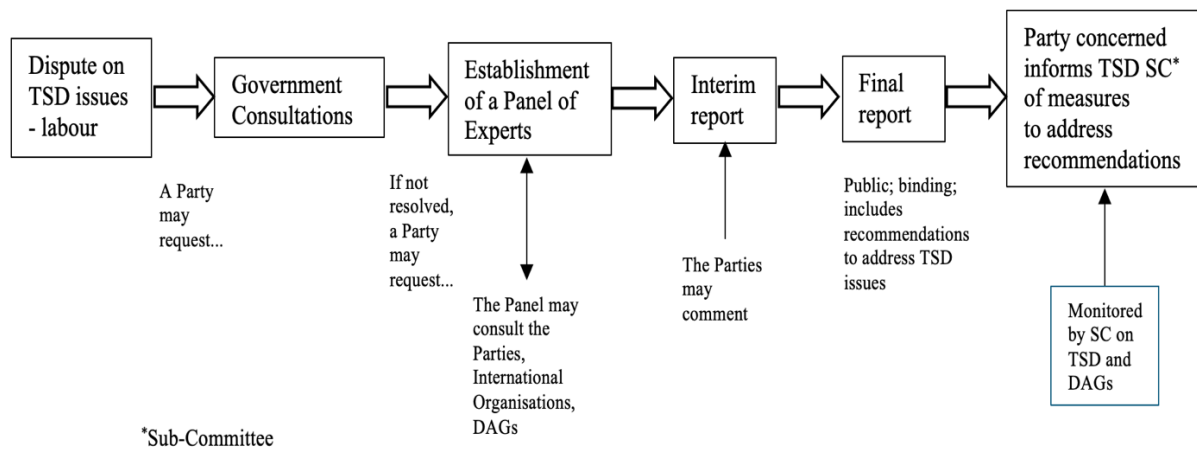 Dispute on
TSD issues
- labour
Government
Consultations
Establishment
of a Panel of
Experts
Interim
report
Final
report
Party concerned
informs TSD SC*
of measures
to address
recommendations
A Party
may
request...
If not
resolved,
a Party
may
request...
The Panel may
consult the
Parties,
International
Organisations,
DAGs
The Parties
may
comment
Public; binding;
includes
recommendations
to address TSD
issues
Monitored
by SC on
TSD and
DAGs
*Sub-Committee